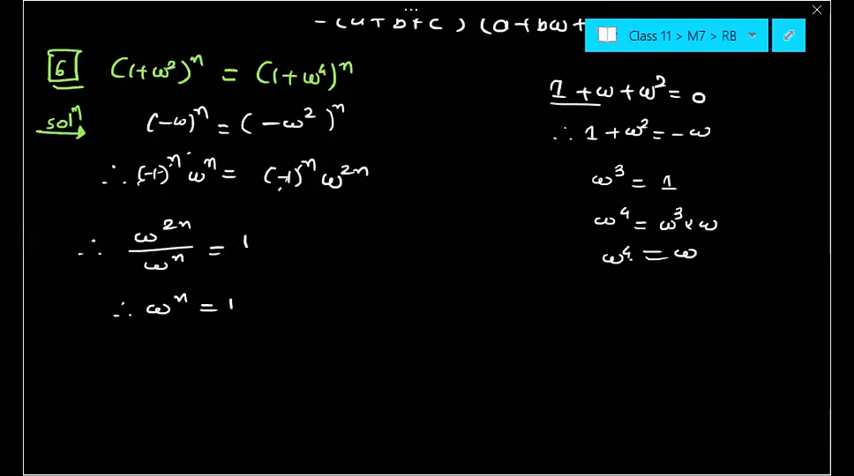 Class 11 > M7 > RB
6 (1+ω²)ⁿ = (1+ω⁴)ⁿ
solⁿ (-ω)ⁿ = (-ω²)ⁿ
∴ (-1)ⁿ ωⁿ = (-1)ⁿ ω²ⁿ
∴ ω²ⁿ/ωⁿ = 1
∴ ωⁿ = 1
1 + ω + ω² = 0
∴ 1 + ω² = -ω
ω³ = 1
ω⁴ = ω³ × ω
ω⁴ = ω